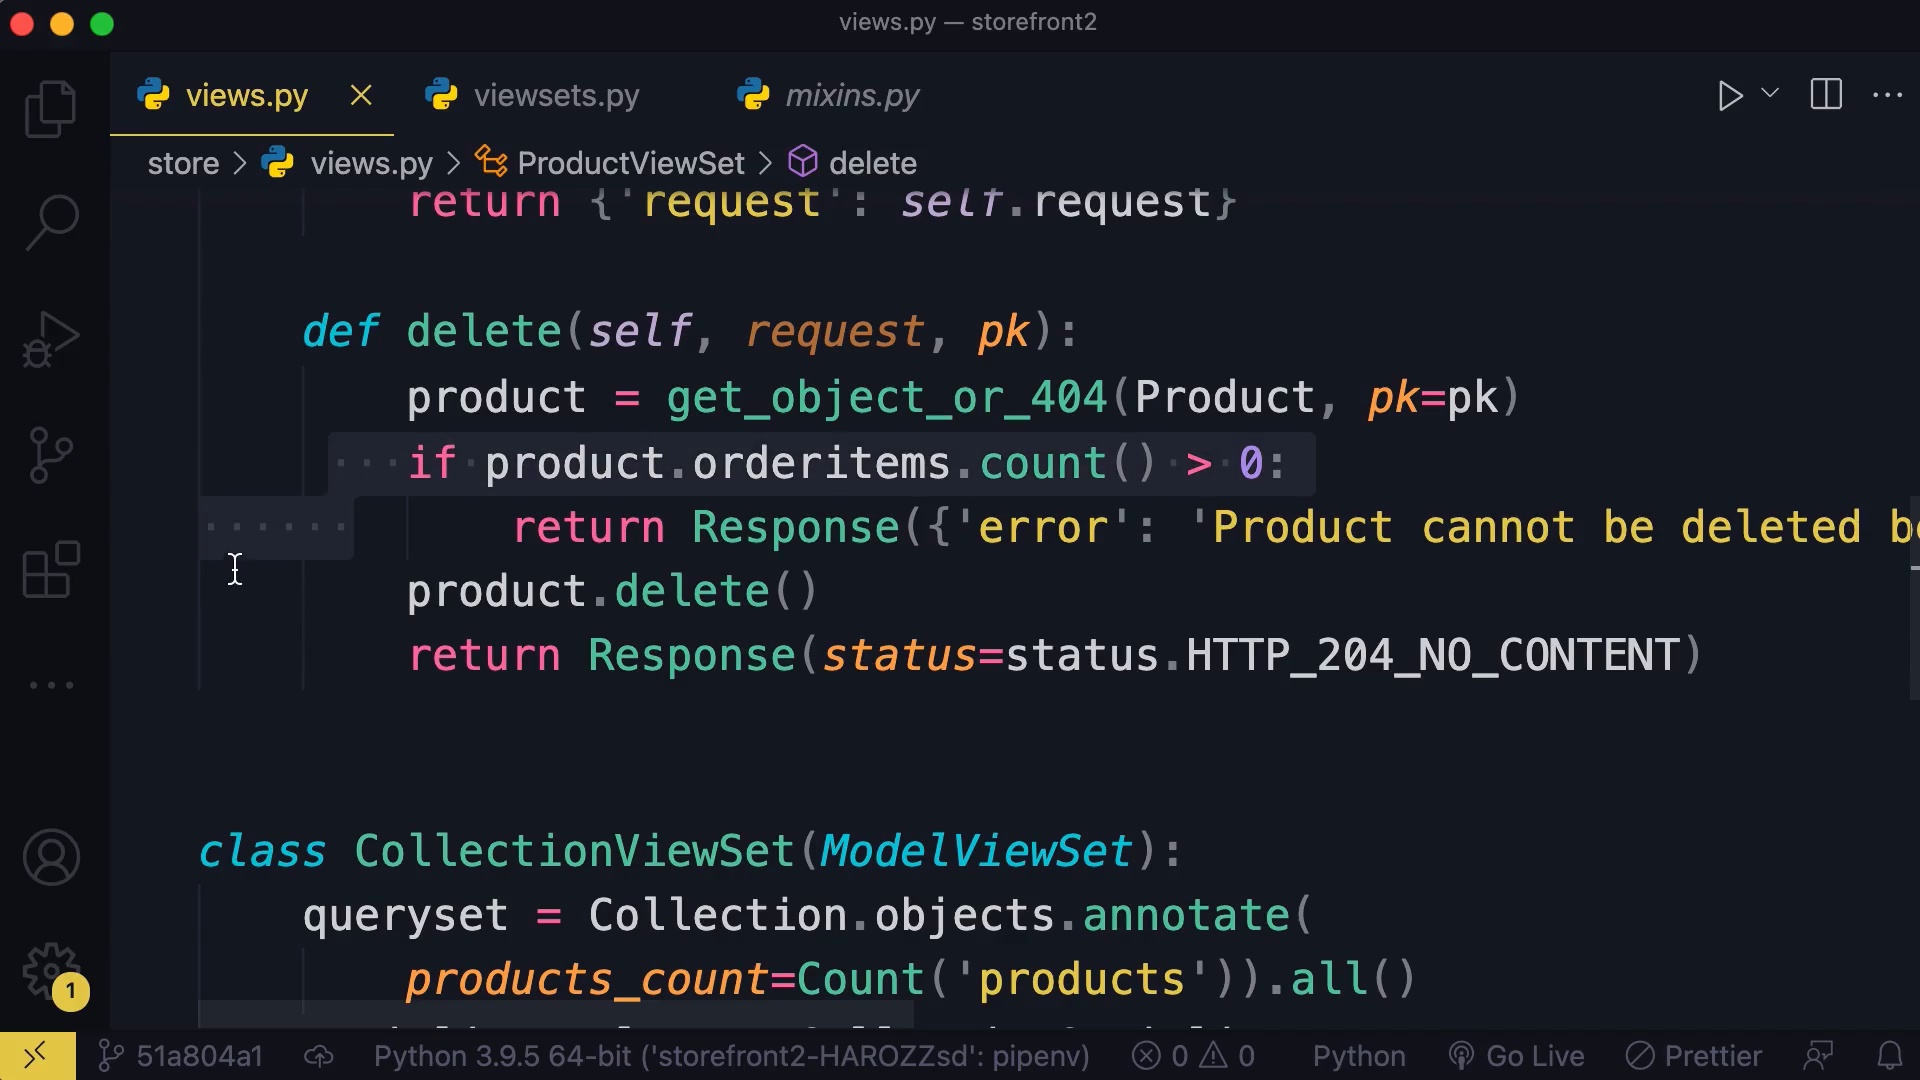 views.py — storefront2
views.py viewsets.py mixins.py
store > views.py > ProductViewSet > delete
return {'request': self.request}
def delete(self, request, pk):
product = get_object_or_404(Product, pk=pk)
if product.orderitems.count() > 0:
return Response({'error': 'Product cannot be deleted
product.delete()
return Response(status=status.HTTP_204_NO_CONTENT)
class CollectionViewSet(ModelViewSet):
queryset = Collection.objects.annotate(
products_count=Count('products')).all()
1
51a804a1 Python 3.9.5 64-bit ('storefront2-HAROZZsd': pipenv) 0 0 Python Go Live Prettier